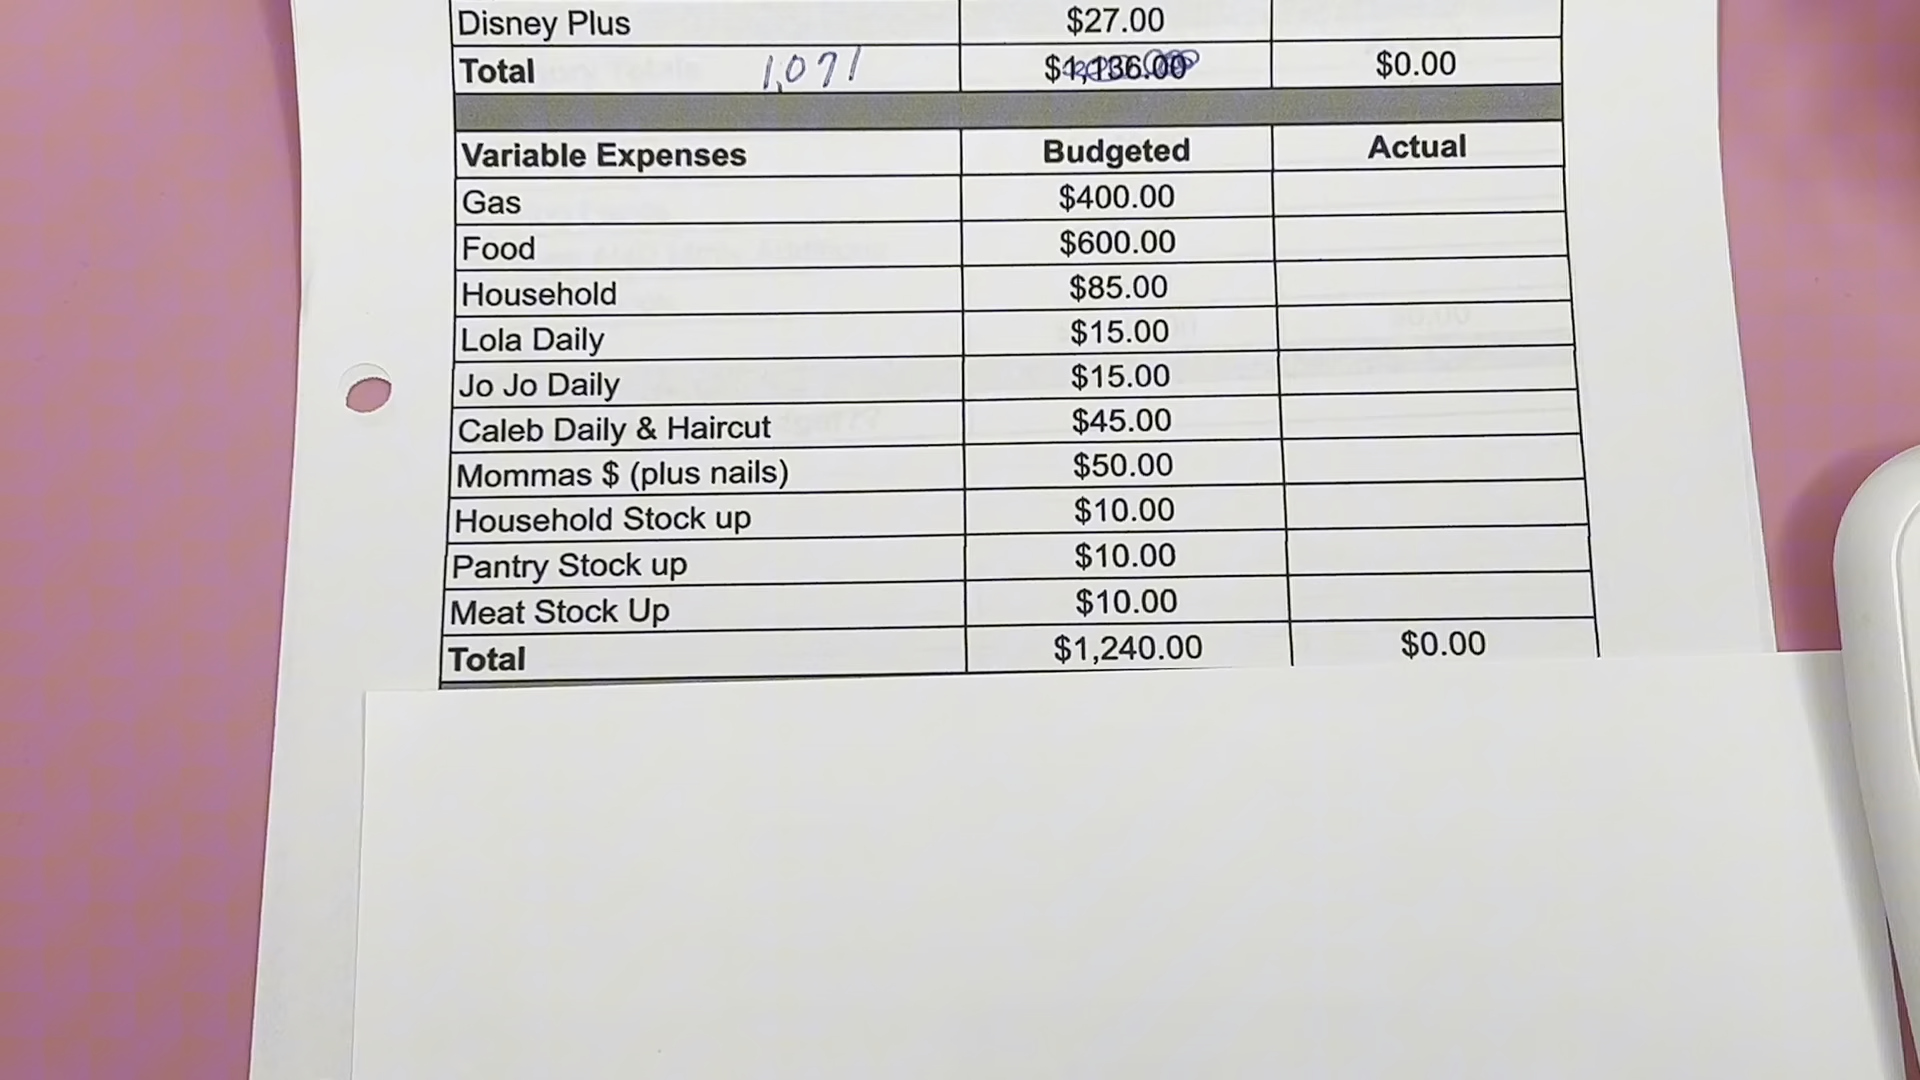 Disney Plus $27.00
Total 1,071 $1,136.00 $0.00
Variable Expenses Budgeted Actual
Gas $400.00
Food $600.00
Household $85.00
Lola Daily $15.00
Jo Jo Daily $15.00
Caleb Daily & Haircut $45.00
Mommas $ (plus nails) $50.00
Household Stock up $10.00
Pantry Stock up $10.00
Meat Stock Up $10.00
Total $1,240.00 $0.00